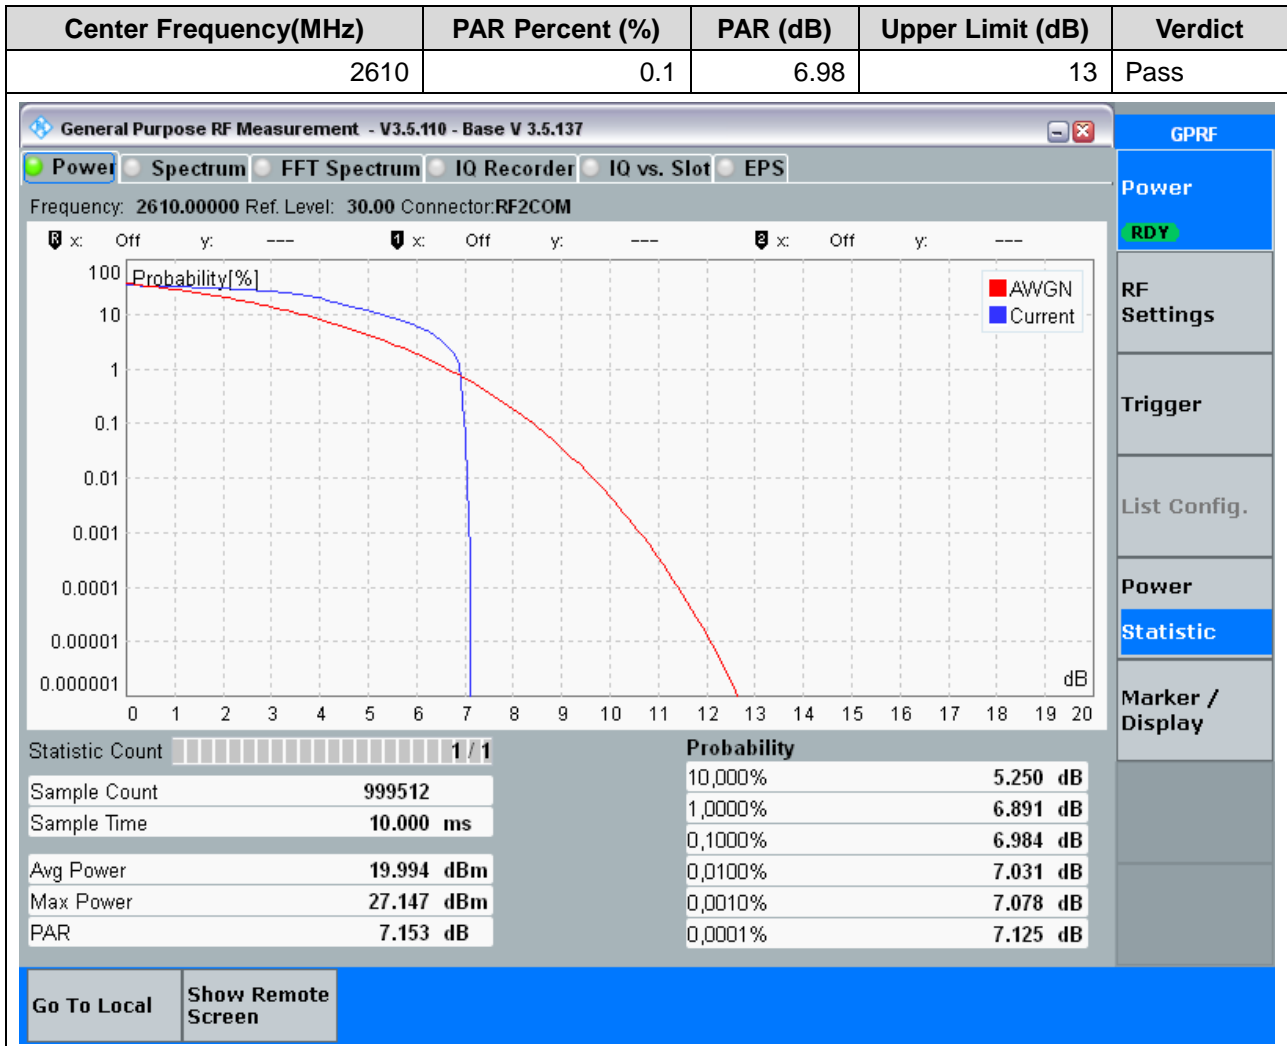 Center Frequency(MHz) PAR Percent (%) PAR (dB) Upper Limit (dB) Verdict
2610 0.1 6.98 13 Pass
General Purpose RF Measurement - V3.5.110 - Base V 3.5.137
GPRF
Power Spectrum FFT Spectrum IQ Recorder IQ vs. Slot EPS
Power
RDY
Frequency: 2610.00000 Ref. Level: 30.00 Connector:RF2COM
R x: Off y: --- 1 x: Off y: --- 2 x: Off y: ---
Probability[%]
AWGN
Current
100
10
1
0.1
0.01
0.001
0.0001
0.00001
0.000001
dB
0 1 2 3 4 5 6 7 8 9 10 11 12 13 14 15 16 17 18 19 20
RF
Settings
Trigger
List Config.
Power
Statistic
Marker /
Display
Statistic Count 1 / 1
Sample Count 999512
Sample Time 10.000 ms
Avg Power 19.994 dBm
Max Power 27.147 dBm
PAR 7.153 dB
Probability
10,000% 5.250 dB
1,0000% 6.891 dB
0,1000% 6.984 dB
0,0100% 7.031 dB
0,0010% 7.078 dB
0,0001% 7.125 dB
Go To Local
Show Remote
Screen